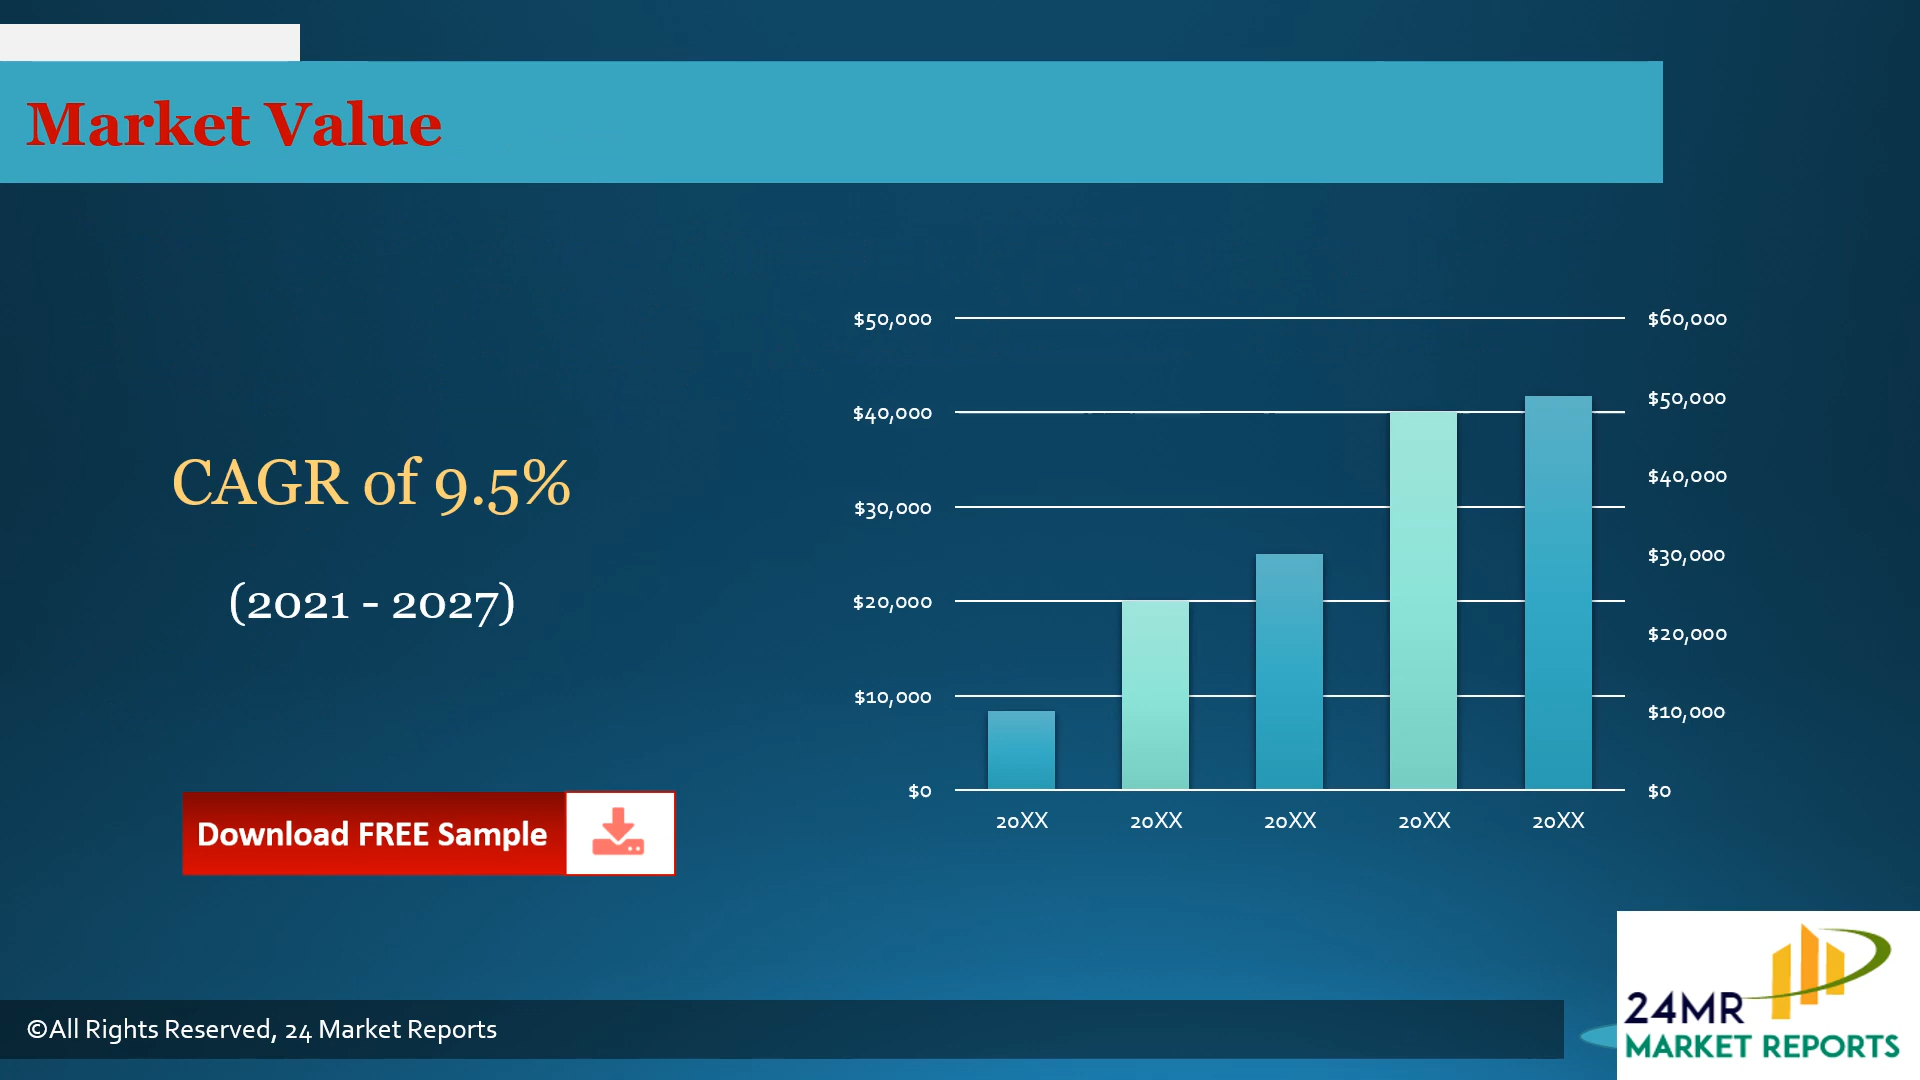 Market Value
CAGR of 9.5%
(2021 - 2027)
Download FREE Sample
$50,000
$40,000
$30,000
$20,000
$10,000
$0
$60,000
$50,000
$40,000
$30,000
$20,000
$10,000
$0
20XX 20XX 20XX 20XX 20XX
©All Rights Reserved, 24 Market Reports
24MR
MARKET REPORTS